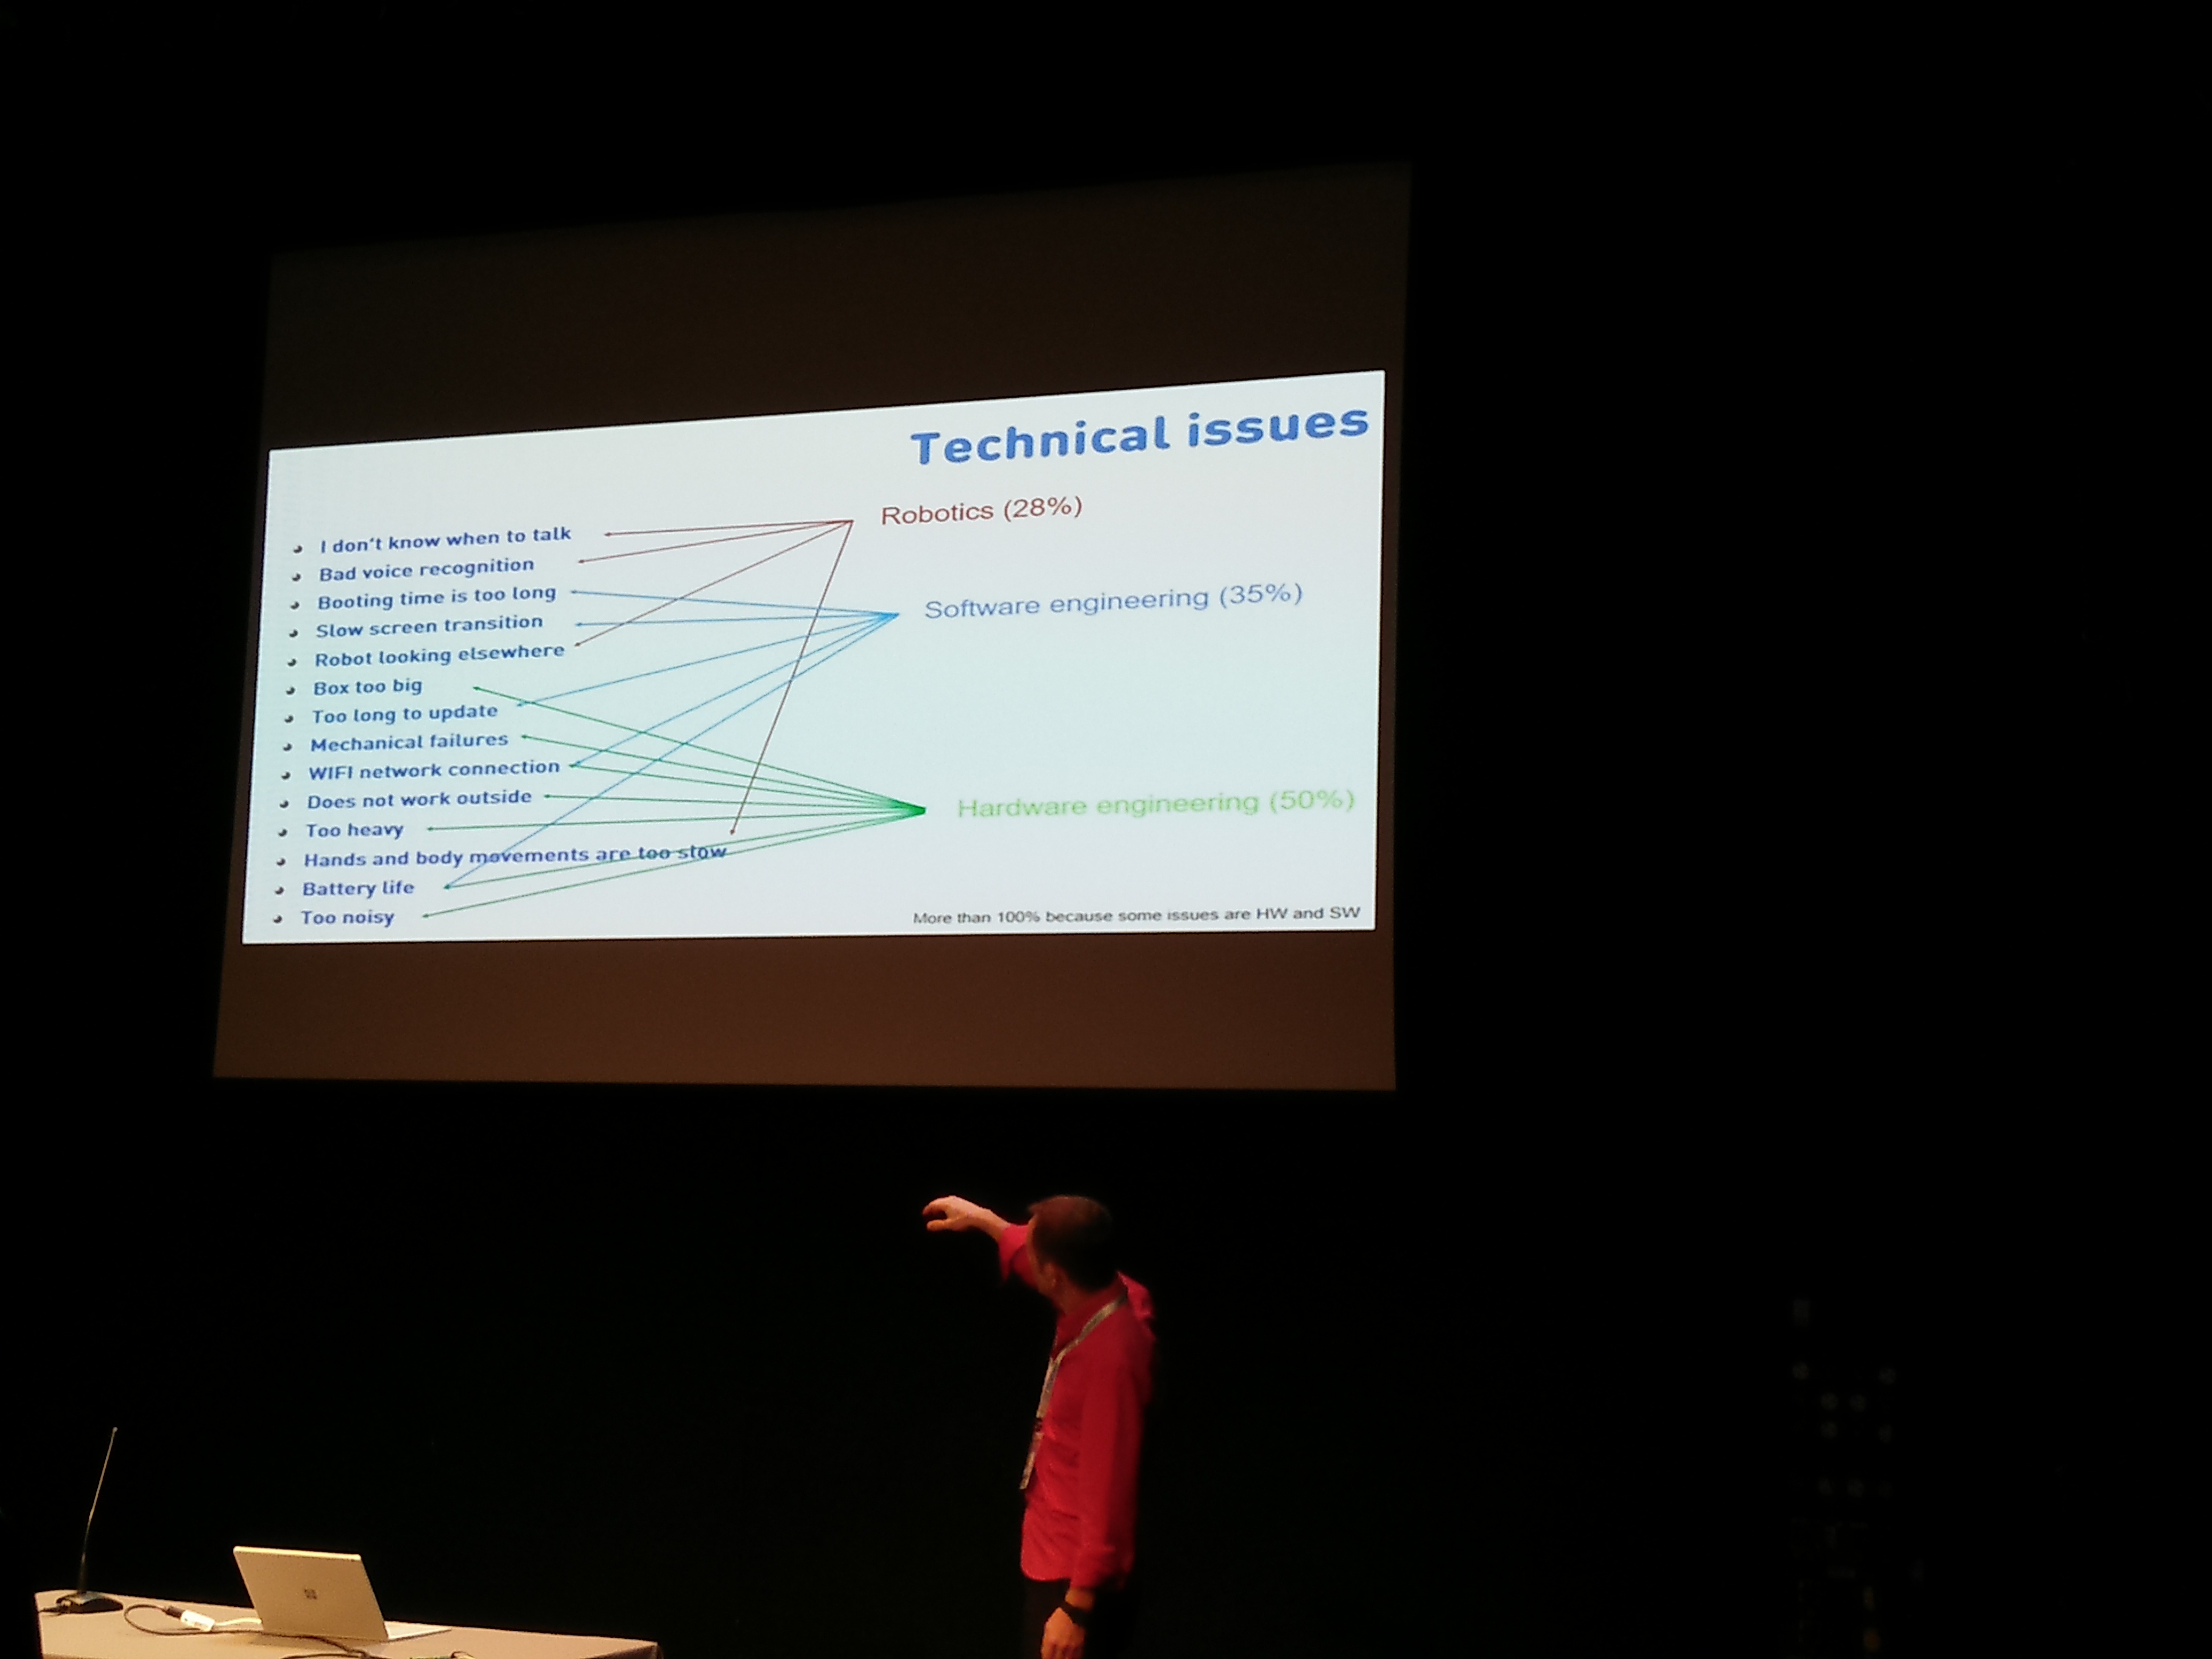 Technical issues
Robotics (28%)
Software engineering (35%)
Hardware engineering (50%)
I don't know when to talk
Bad voice recognition
Booting time is too long
Slow screen transition
Robot looking elsewhere
Box too big
Too long to update
Mechanical failures
WIFI network connection
Does not work outside
Too heavy
Hands and body movements are too slow
Battery life
Too noisy
More than 100% because some issues are HW and SW